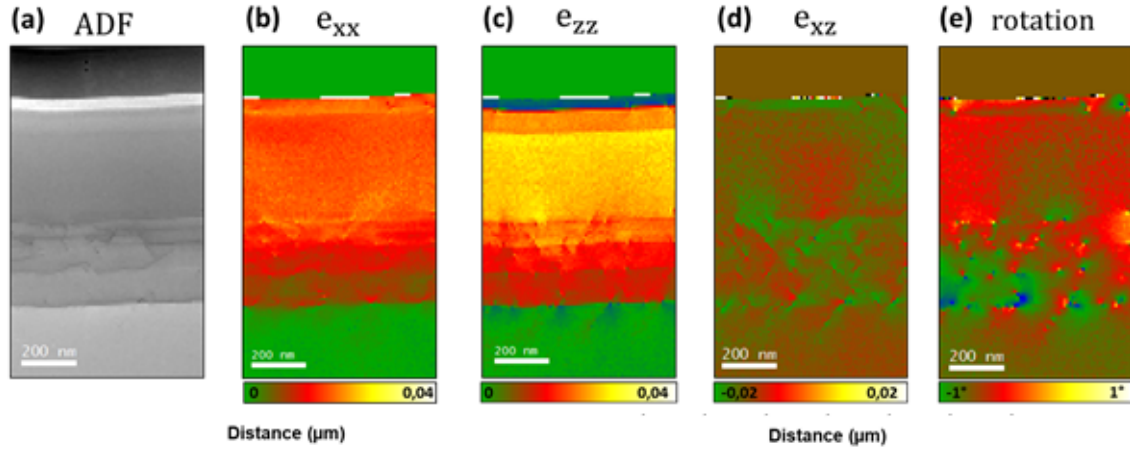 (a) ADF (b) exx (c) ezz (d) exz (e) rotation
200 nm 200 nm 200 nm 200 nm 200 nm
0 0,04 0 0,04 -0,02 0,02 -1° 1°
Distance (µm) Distance (µm)